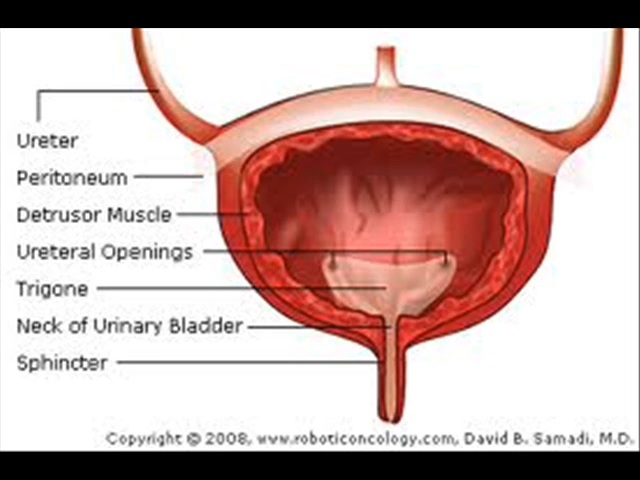 Ureter
Peritoneum
Detrusor Muscle
Ureteral Openings
Trigone
Neck of Urinary Bladder
Sphincter
Copyright © 2008, www.roboticoncology.com, David B. Samadi, M.D.